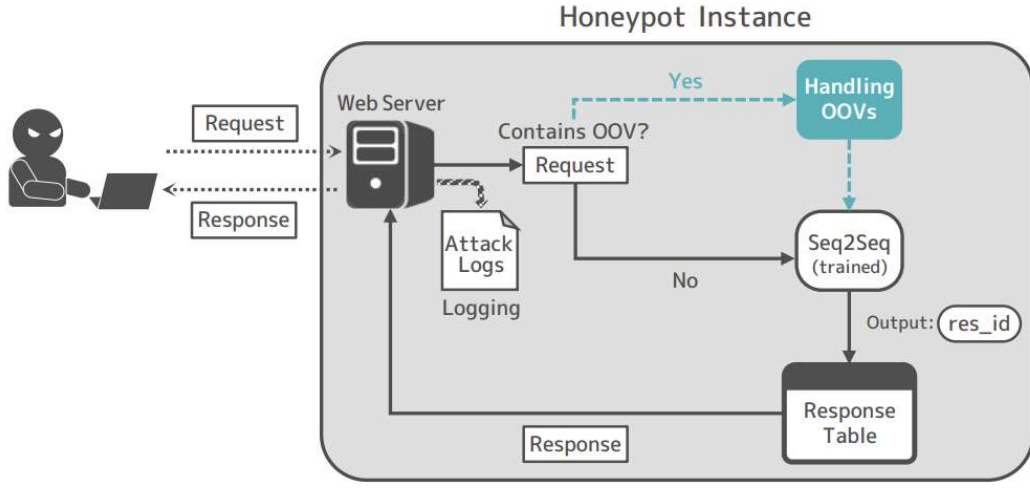 Honeypot Instance
Request
Response
Web Server
Attack
Logs
Logging
Contains OOV?
Request
Yes
No
Handling
OOVs
Seq2Seq
(trained)
Output: res_id
Response
Table
Response